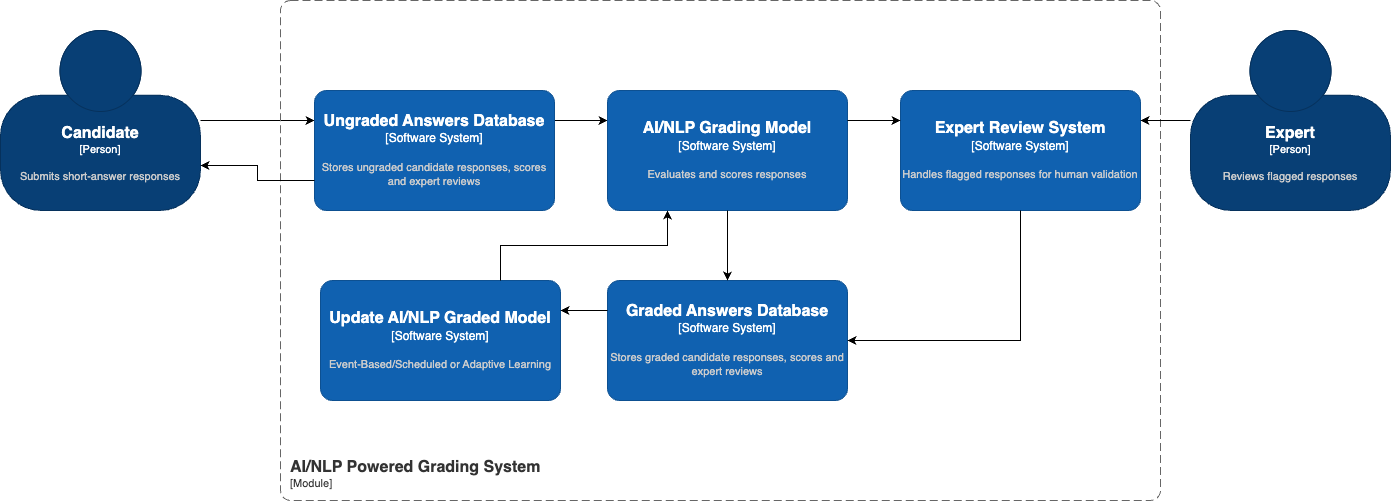 Candidate
[Person]
Submits short-answer responses
Ungraded Answers Database
[Software System]
Stores ungraded candidate responses, scores
and expert reviews
AI/NLP Grading Model
[Software System]
Evaluates and scores responses
Expert Review System
[Software System]
Handles flagged responses for human validation
Expert
[Person]
Reviews flagged responses
Update AI/NLP Graded Model
[Software System]
Event-Based/Scheduled or Adaptive Learning
Graded Answers Database
[Software System]
Stores graded candidate responses, scores and
expert reviews
AI/NLP Powered Grading System
[Module]